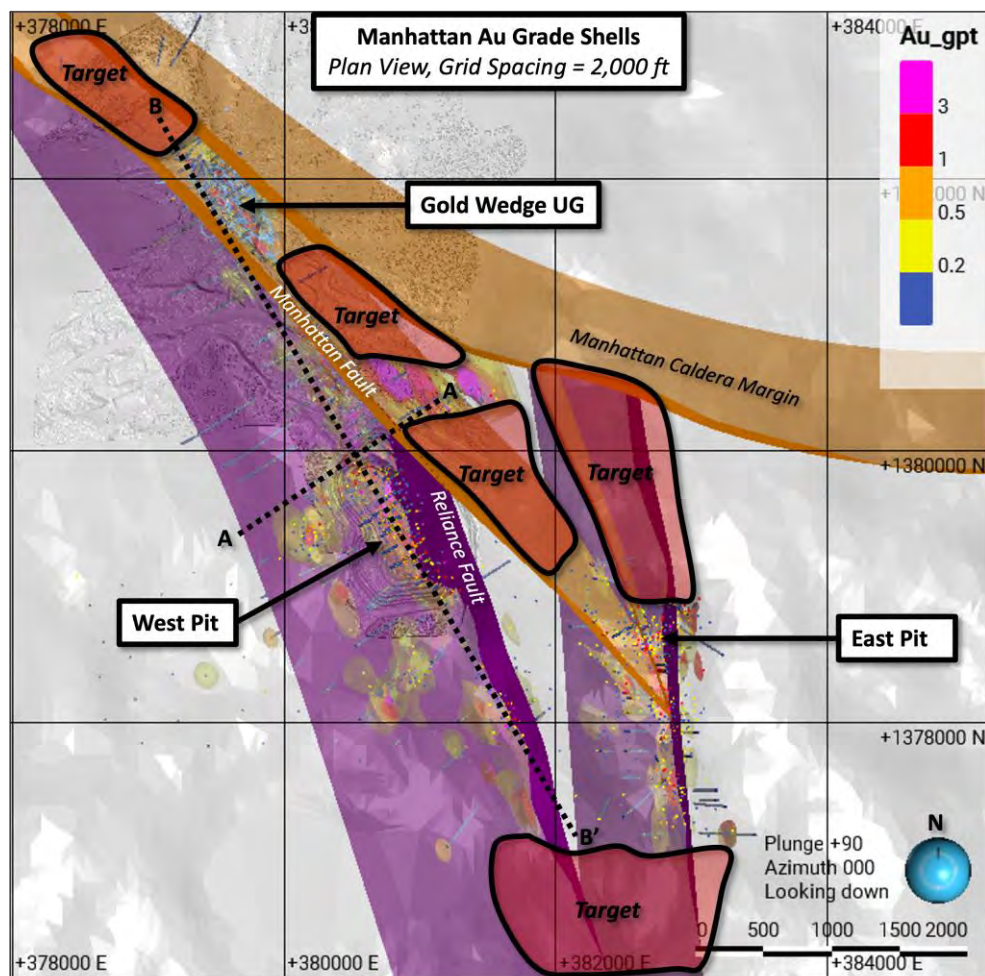 +378000 E
Manhattan Au Grade Shells
Plan View, Grid Spacing = 2,000 ft
+384000 E
Au_gpt
3
1
0.5
0.2
Target
B
Gold Wedge UG
Target
Manhattan Fault
Manhattan Caldera Margin
A
Target
Target
+1380000 N
Reliance Fault
A
West Pit
East Pit
+1378000 N
B’
N
Plunge +90
Azimuth 000
Looking down
Target
0 500 1000 1500 2000
+378000 E
+380000 E
+382000 E
+384000 E